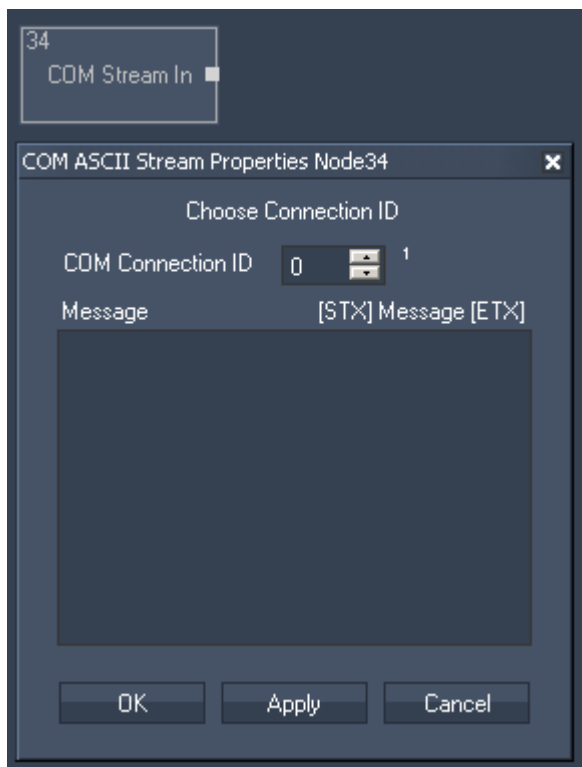 34
COM Stream In
COM ASCII Stream Properties Node34
Choose Connection ID
COM Connection ID 0 1
Message [STX] Message [ETX]
OK Apply Cancel